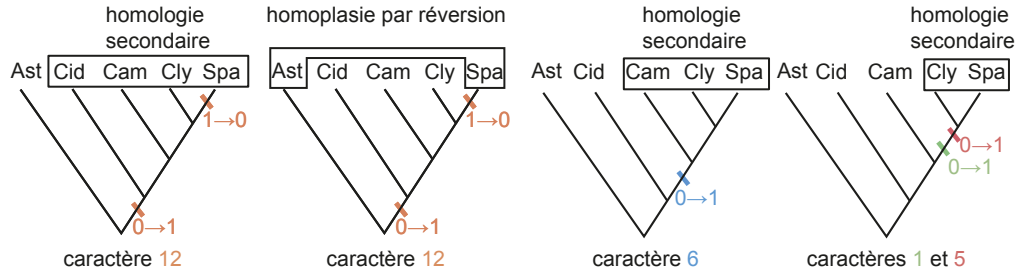 homologie
secondaire
Ast Cid Cam Cly Spa
1→0
0→1
caractère 12
homoplasie par réversion
Ast Cid Cam Cly Spa
1→0
0→1
caractère 12
homologie
secondaire
Ast Cid Cam Cly Spa
0→1
caractère 6
homologie
secondaire
Ast Cid Cam Cly Spa
0→1
0→1
caractères 1 et 5